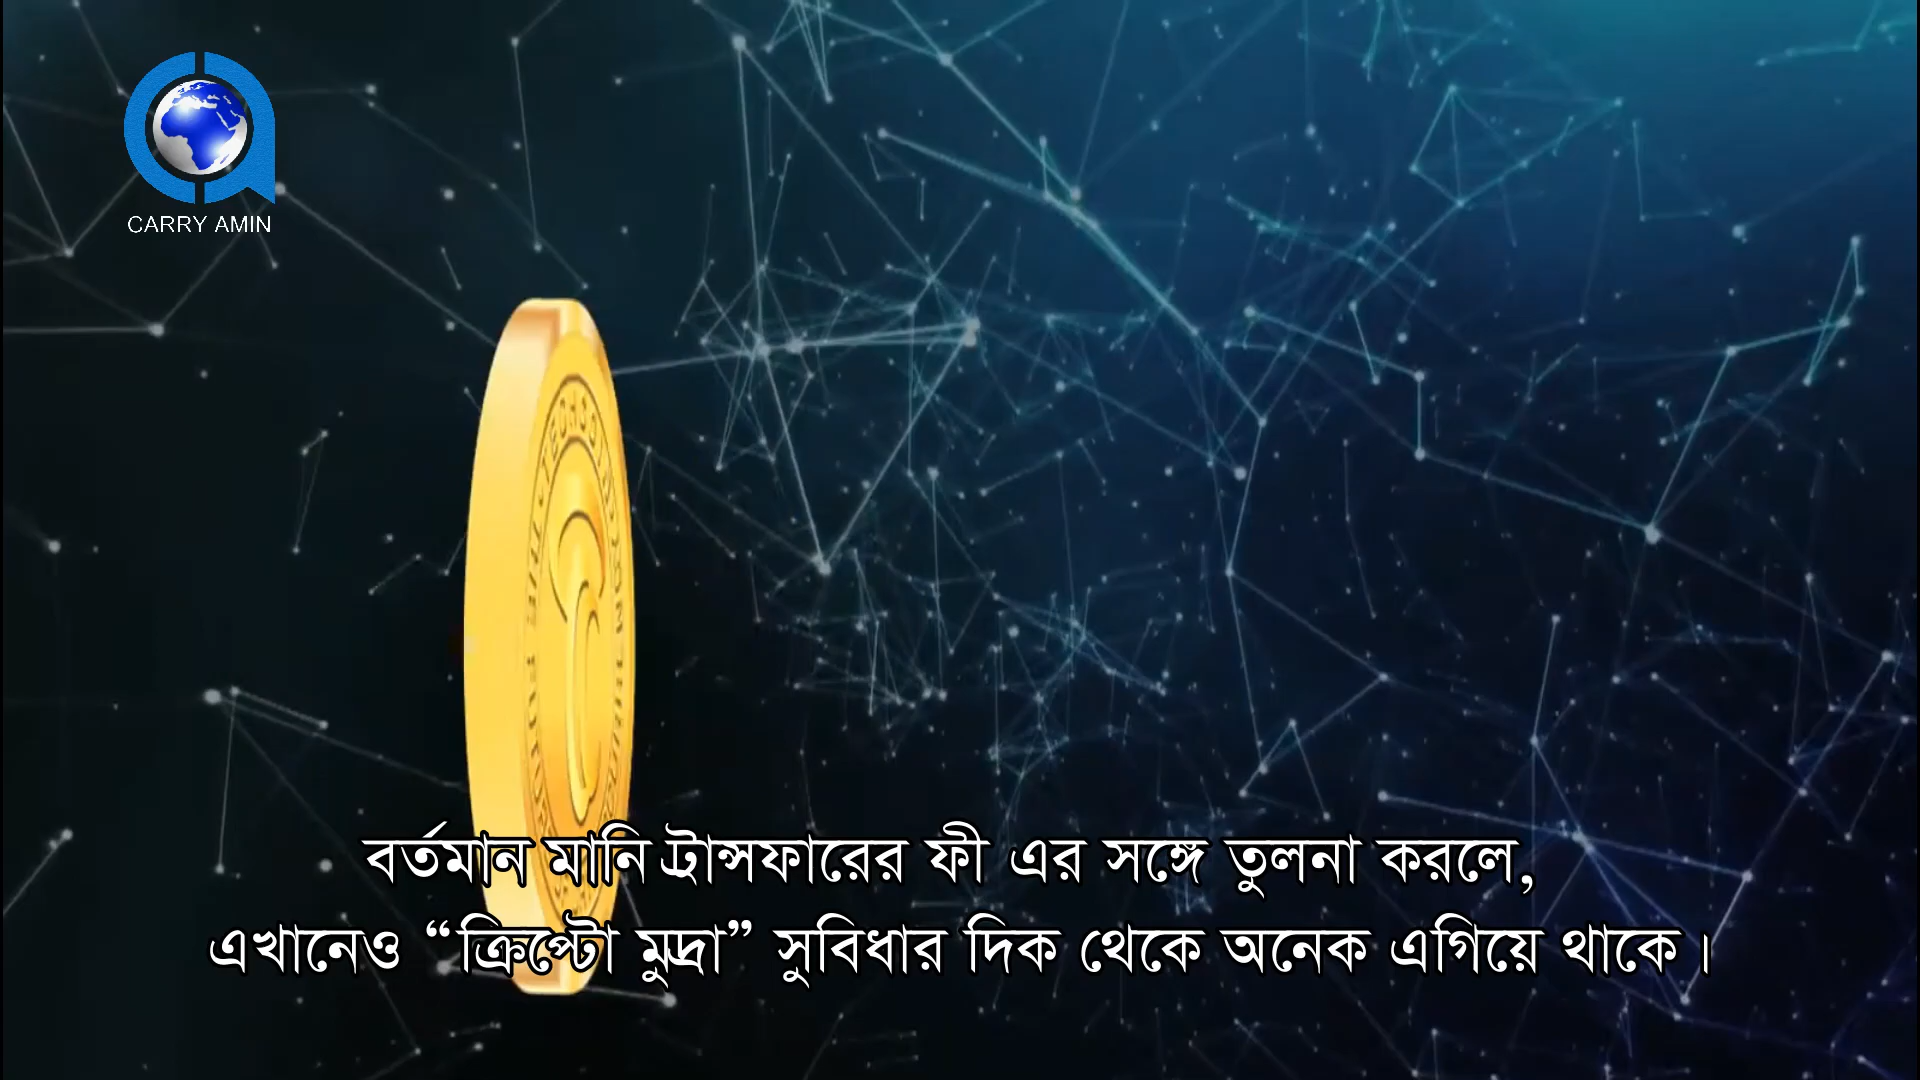 CARRY AMIN
বর্তমান মানি ট্রান্সফারের ফী এর সঙ্গে তুলনা করলে,
এখানেও “ক্রিপ্টো মুদ্রা” সুবিধার দিক থেকে অনেক এগিয়ে থাকে।